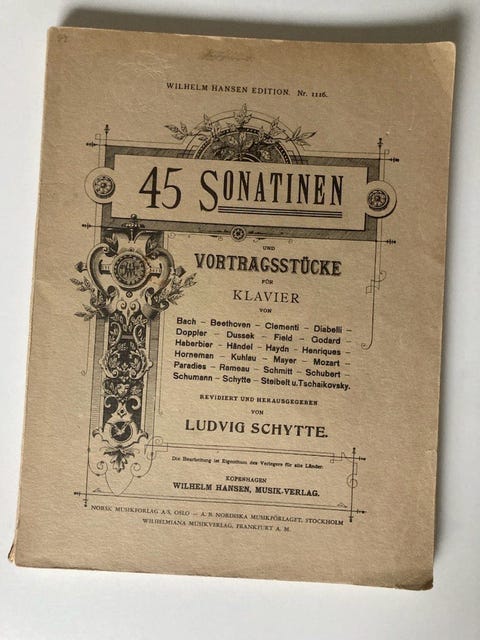 WILHELM HANSEN EDITION. Nr. 1116.
45 SONATINEN
UND
VORTRAGSSTÜCKE
FÜR
KLAVIER
VON
Bach – Beethoven – Clementi – Diabelli –
Doppler – Dussek – Field – Godard –
Haberbier – Händel – Haydn – Henriques –
Horneman – Kuhlau – Mayer – Mozart –
Paradies – Rameau – Schmitt – Schubert –
Schumann – Schytte – Steibelt u. Tschaikovsky.
REVIDIERT UND HERAUSGEGEBEN
VON
LUDVIG SCHYTTE.
Die Bearbeitung ist Eigenthum des Verlegers für alle Länder.
KOPENHAGEN
WILHELM HANSEN, MUSIK-VERLAG.
NORSK MUSIKFORLAG A/S, OSLO — A. B. NORDISKA MUSIKFÖRLAGET, STOCKHOLM
WILHELMIANA MUSIKVERLAG, FRANKFURT A. M.